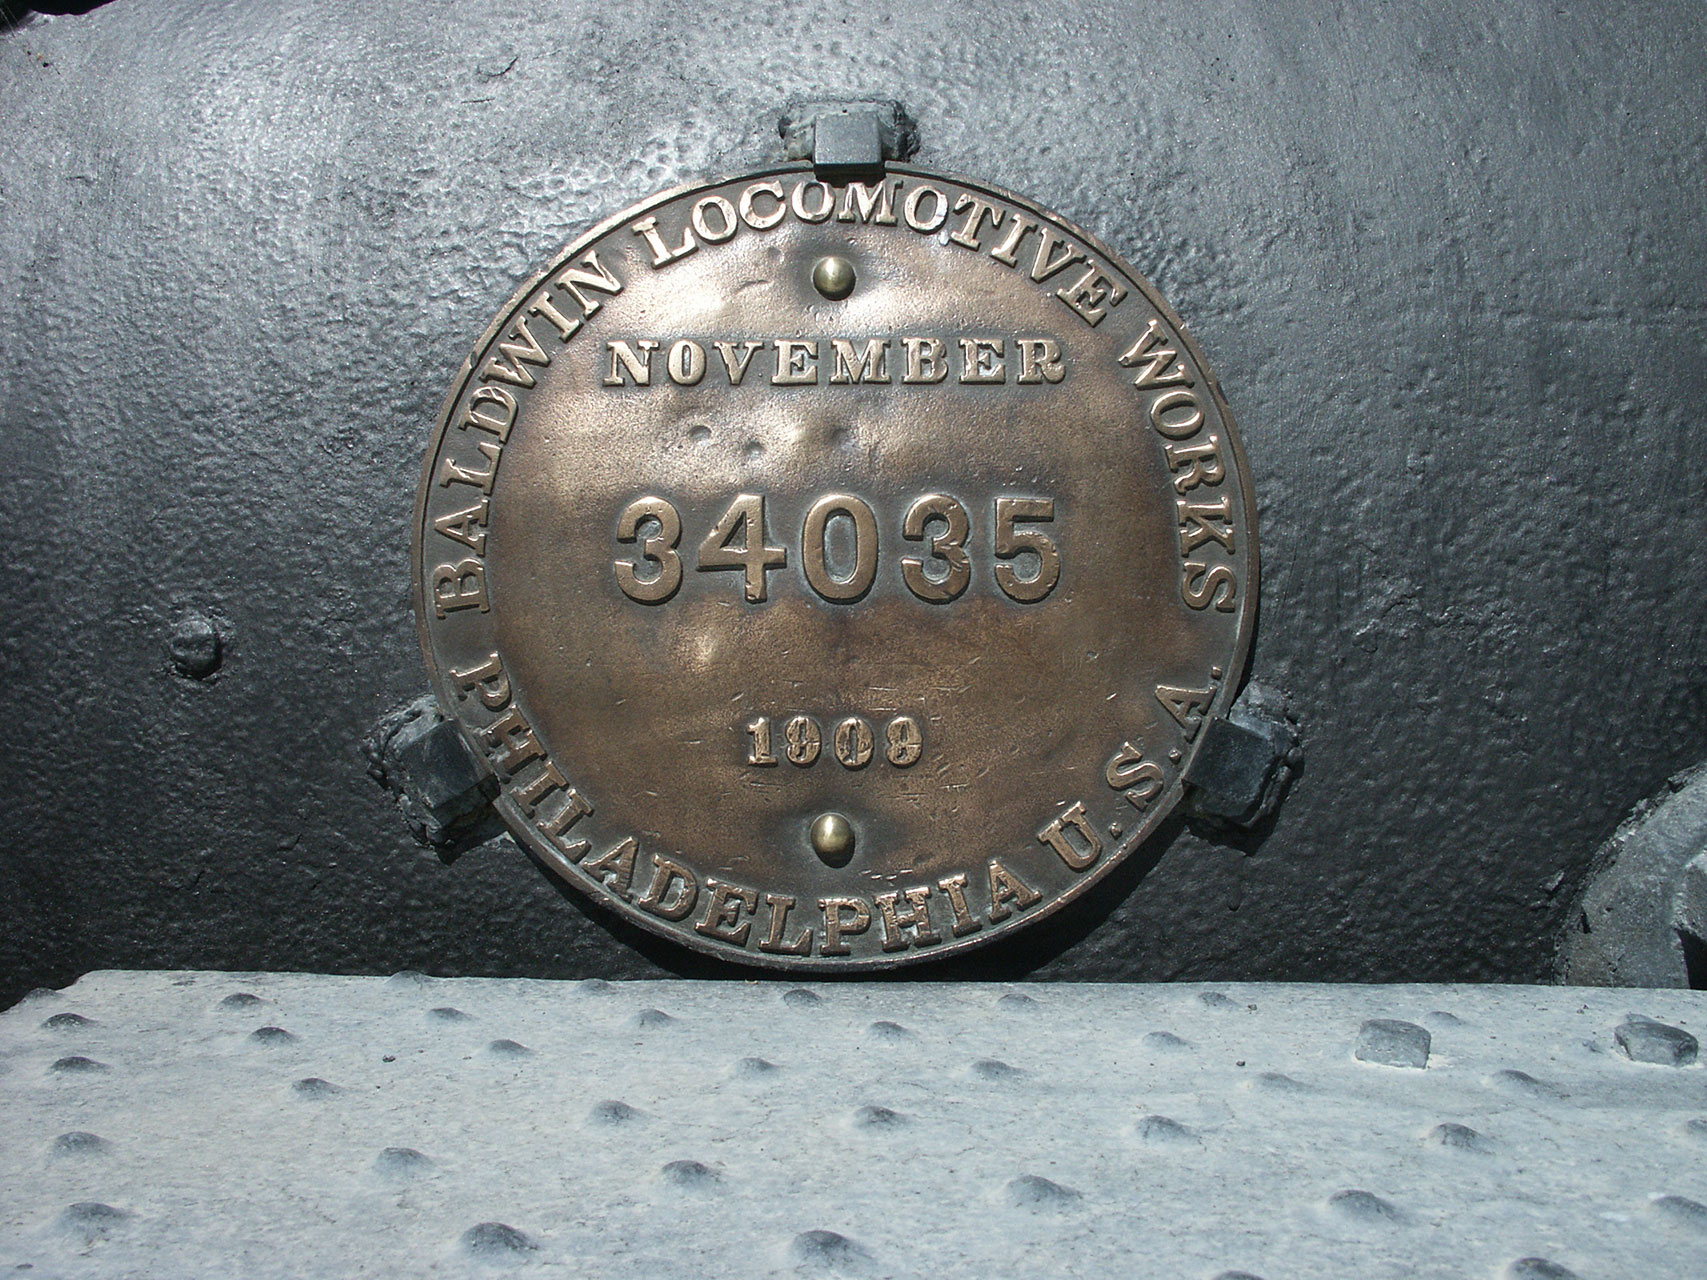 BALDWIN LOCOMOTIVE WORKS
NOVEMBER
34035
1909
PHILADELPHIA U.S.A.